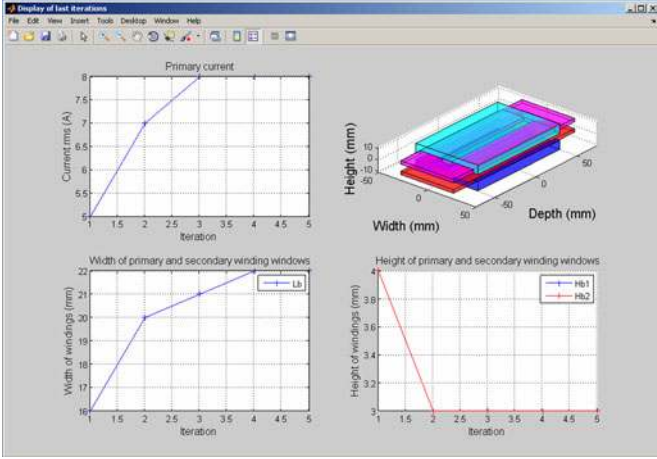 Display of last iterations
File Edit View Insert Tools Desktop Window Help
Primary current
8
7.5
7
6.5
6
5.5
5
Current rms (A)
1 1.5 2 2.5 3 3.5 4 4.5 5
Iteration
Height (mm)
10
0
-10
-50
0
50
Width (mm)
-50
0
50
Depth (mm)
Width of primary and secondary winding windows
22
21
20
19
18
17
16
Width of windings (mm)
Lb
1 1.5 2 2.5 3 3.5 4 4.5 5
Iteration
Height of primary and secondary winding windows
4
3.8
3.6
3.4
3.2
3
Height of windings (mm)
Hb1
Hb2
1 1.5 2 2.5 3 3.5 4 4.5 5
Iteration